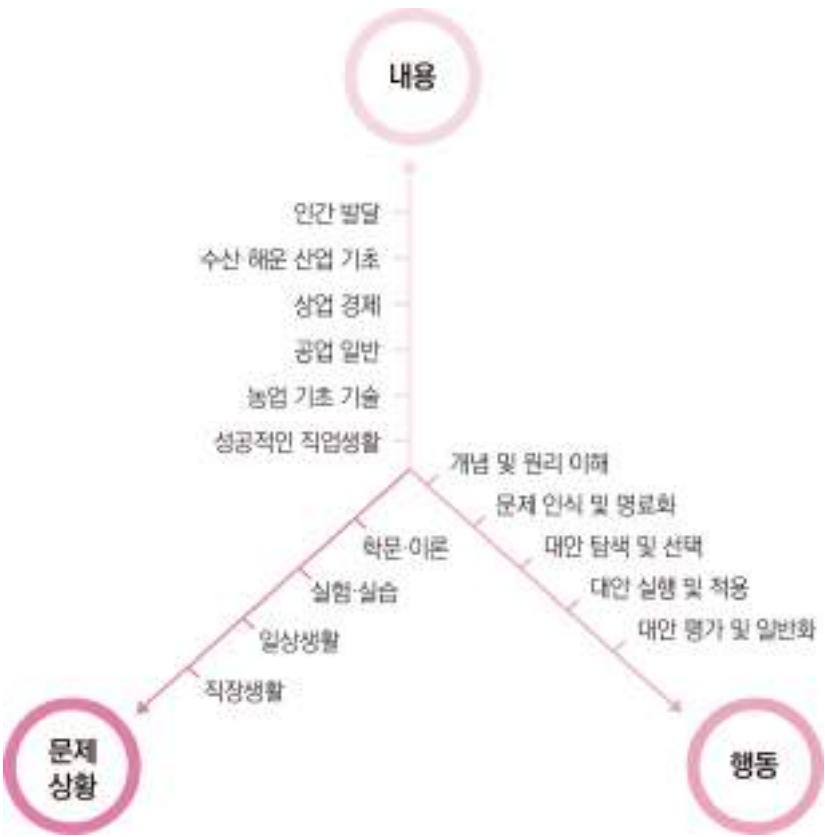 내용
인간 발달
수산 해운 산업 기초
상업 경제
공업 일반
농업 기초 기술
성공적인 직업생활
개념 및 원리 이해
문제 인식 및 명료화
대안 탐색 및 선택
대안 실행 및 적용
대안 평가 및 일반화
학문·이론
실험·실습
일상생활
직장생활
문제
상황
행동